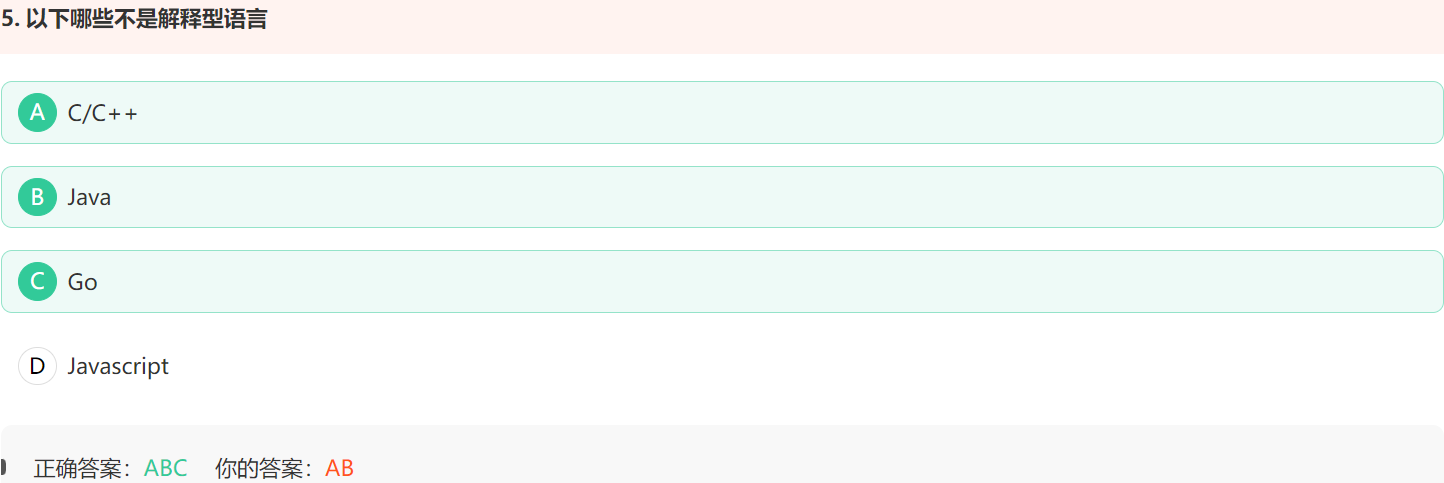 5. 以下哪些不是解释型语言
A C/C++
B Java
C Go
D Javascript
正确答案：ABC 你的答案：AB